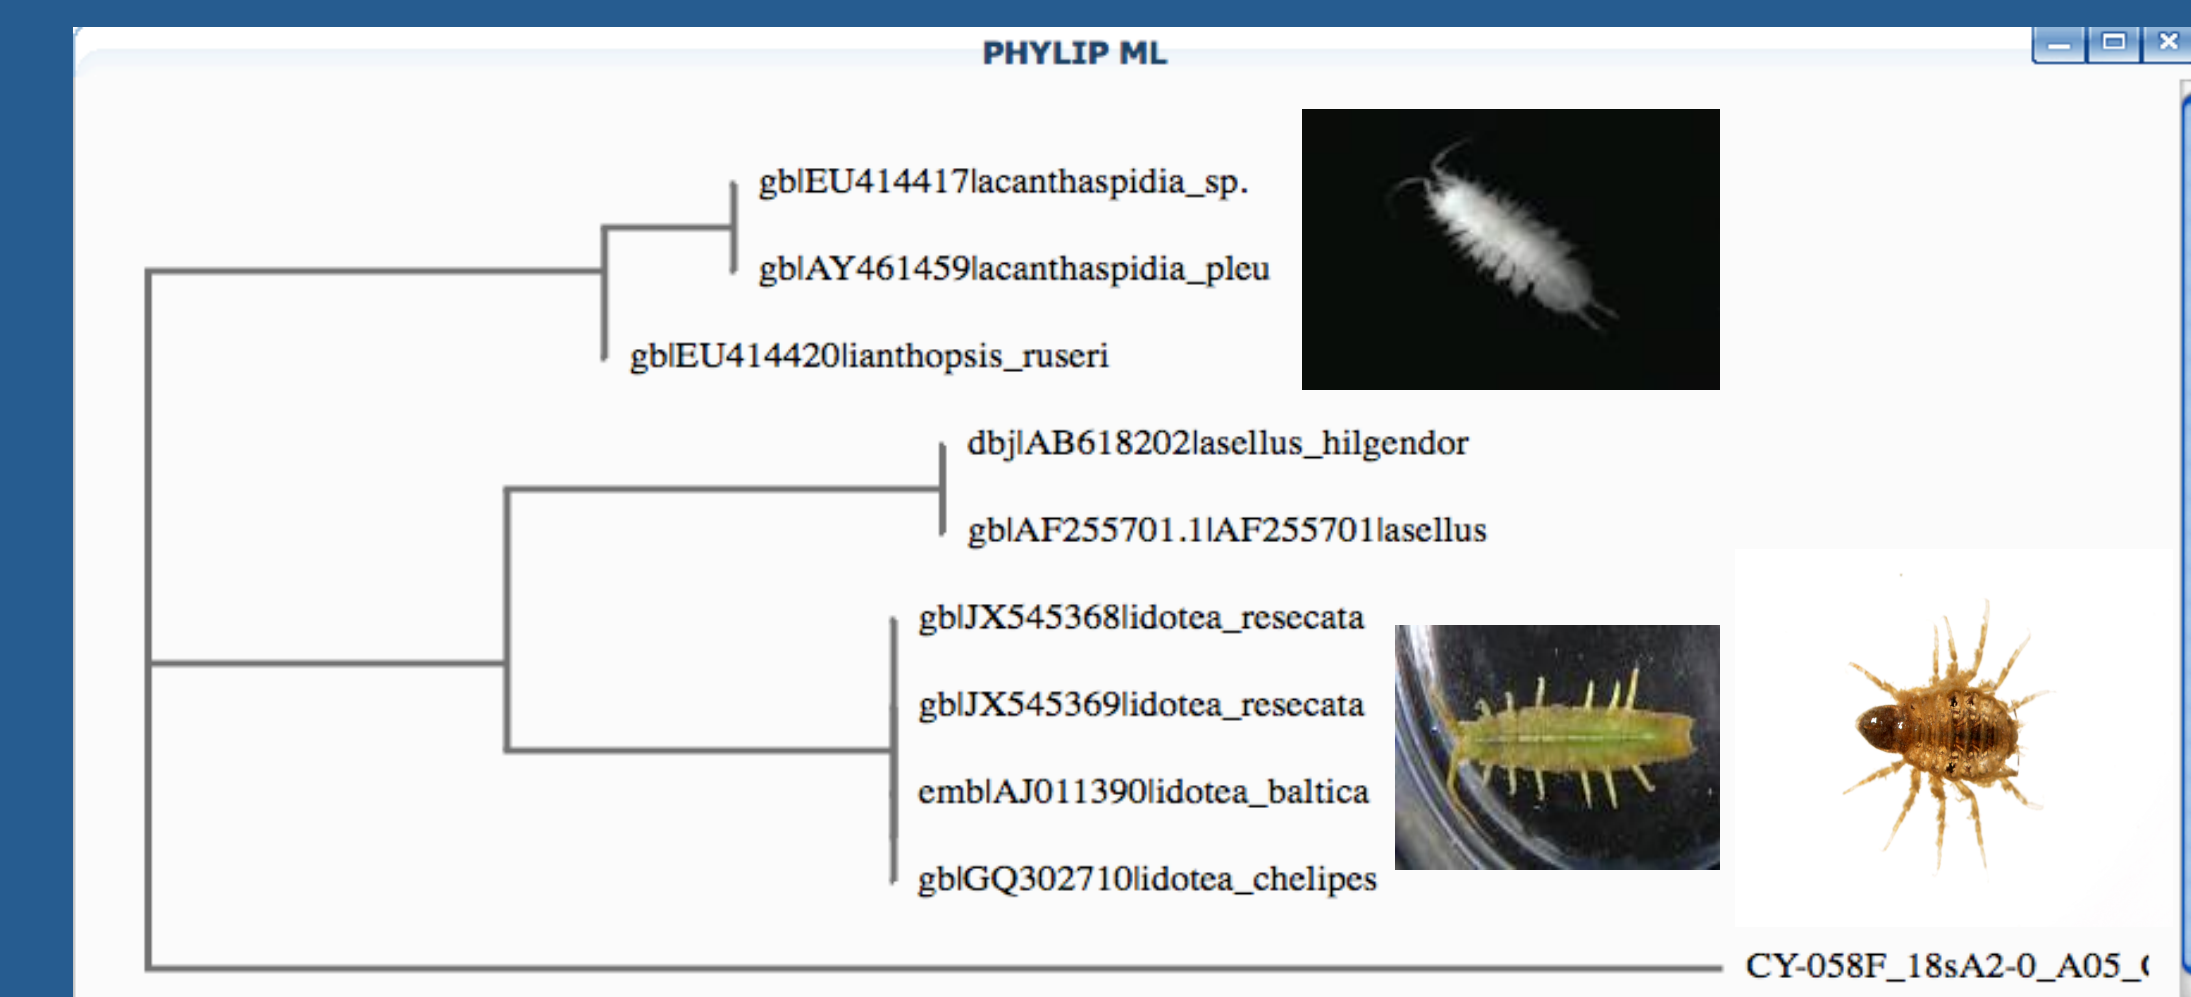 PHYLIP ML
gb|EU414417|acanthaspidia_sp.
gb|AY461459|acanthaspidia_pleu
gb|EU414420|ianthopsis_ruseri
dbj|AB618202|asellus_hilgendor
gb|AF255701.1|AF255701|asellus
gb|JX545368|idotea_resecata
gb|JX545369|idotea_resecata
emb|AJ011390|idotea_baltica
gb|GQ302710|idotea_chelipes
CY-058F_18sA2-0_A05_